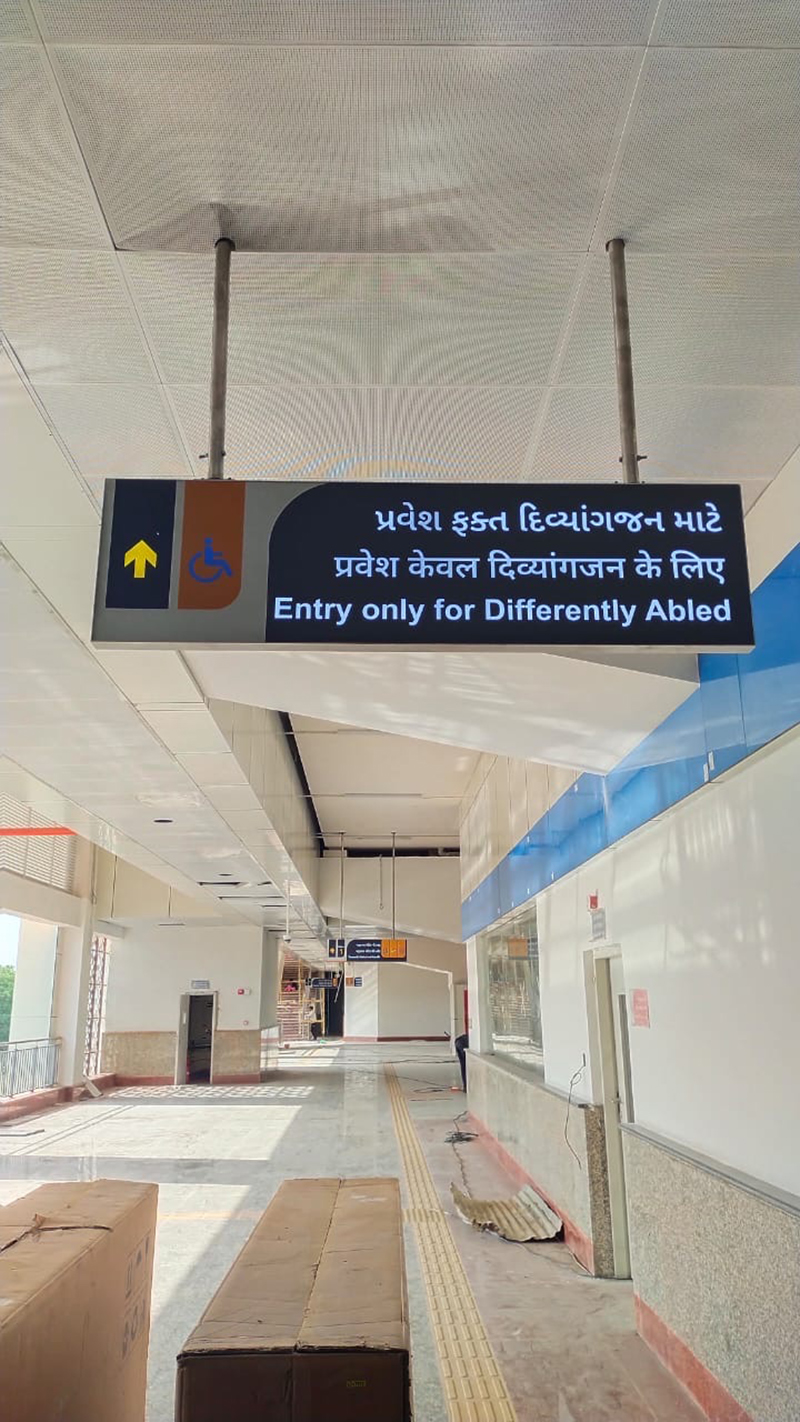 પ્રવેશ ફક્ત દિવ્યાંગજન માટે
प्रवेश केवल दिव्यांगजन के लिए
Entry only for Differently Abled